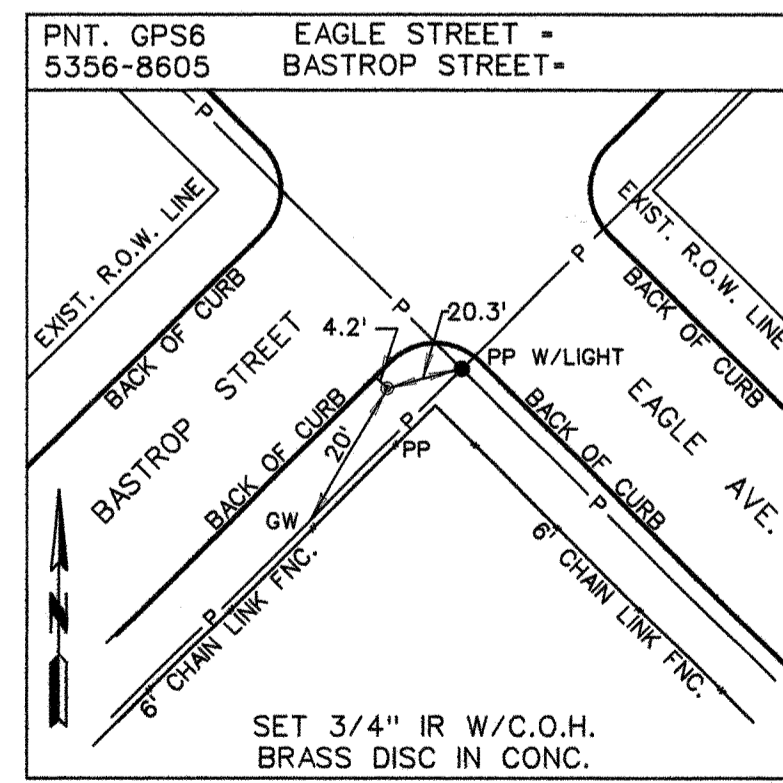 PNT. GPS6 EAGLE STREET =
5356-8605 BASTROP STREET=
P
EXIST. R.O.W. LINE
BACK OF CURB
BASTROP STREET
EXIST. R.O.W. LINE
BACK OF CURB
EAGLE AVE.
P
P
4.2'
20.3'
PP W/LIGHT
BACK OF CURB
20'
P
PP
BACK OF CURB
P
GW
P
6' CHAIN LINK FNC.
6' CHAIN LINK FNC.
N
SET 3/4" IR W/C.O.H.
BRASS DISC IN CONC.